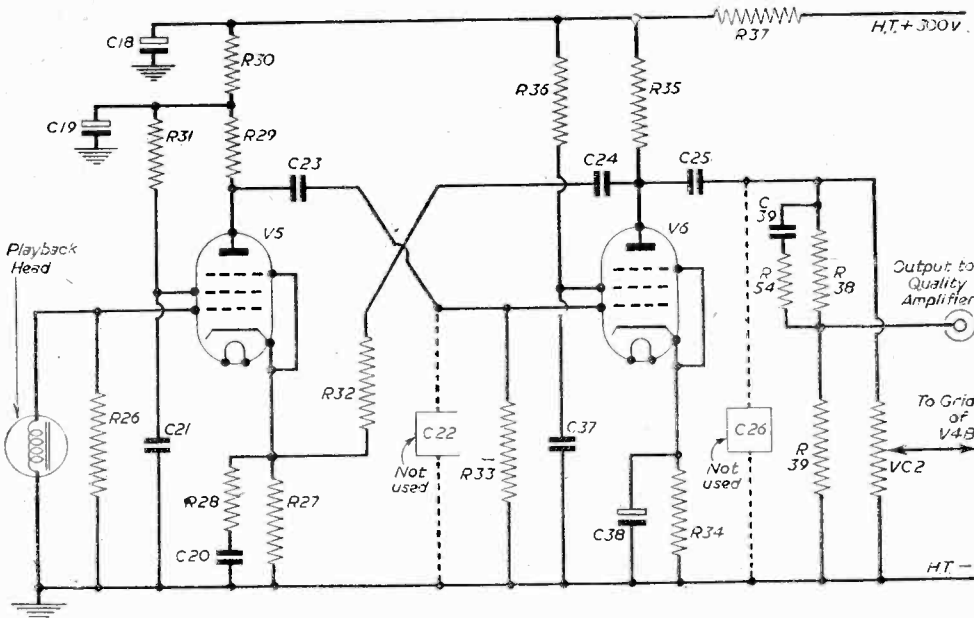 C18
R30
R37
H.T.+300V.
R36
R35
C19
R31
R29
C23
C24
C25
V5
V6
C
39
Playback
Head
R
54
R
38
Output to
Quality
Amplifier
R32
R26
C21
C22
Not
used
R33
C37
C26
Not
used
R
39
To Grid
of
V4B
VC2
R28
R27
C20
C38
R34
H.T.-